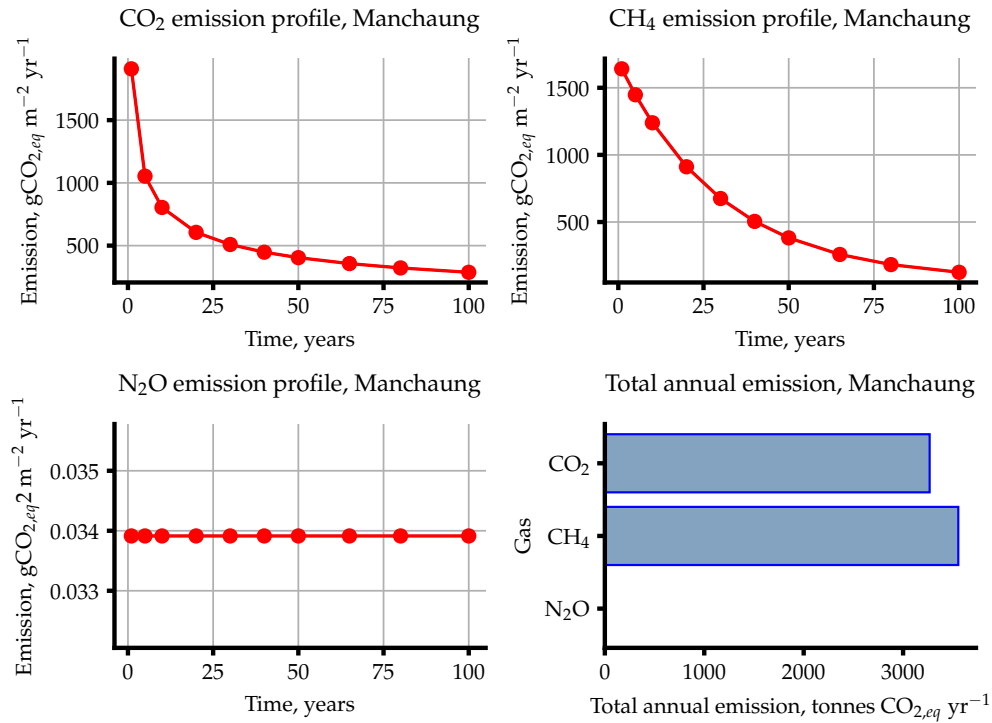 CO₂ emission profile, Manchaung
Emission, gCO₂,eq m⁻² yr⁻¹
1500
1000
500
0 25 50 75 100
Time, years
CH₄ emission profile, Manchaung
Emission, gCO₂,eq m⁻² yr⁻¹
1500
1000
500
0 25 50 75 100
Time, years
N₂O emission profile, Manchaung
Emission, gCO₂,eq2 m⁻² yr⁻¹
0.035
0.034
0.033
0 25 50 75 100
Time, years
Total annual emission, Manchaung
Gas
CO₂
CH₄
N₂O
0 1000 2000 3000
Total annual emission, tonnes CO₂,eq yr⁻¹